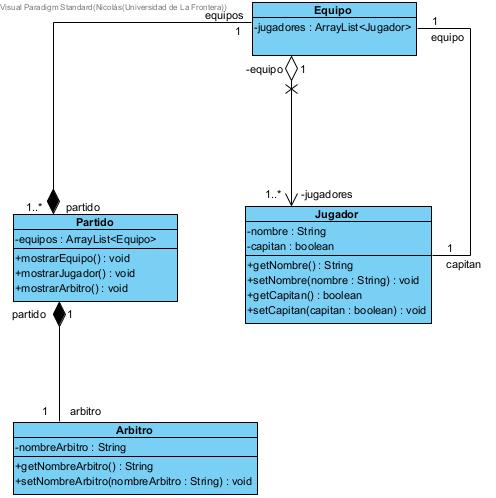 Visual Paradigm Standard(Nicolás(Universidad de La Frontera))
equipos
1
Equipo
-jugadores : ArrayList<Jugador>
1
equipo
-equipo
1
1..*
partido
1..*
-jugadores
Partido
-equipos : ArrayList<Equipo>
+mostrarEquipo() : void
+mostrarJugador() : void
+mostrarArbitro() : void
Jugador
-nombre : String
-capitan : boolean
+getNombre() : String
+setNombre(nombre : String) : void
+getCapitan() : boolean
+setCapitan(capitan : boolean) : void
1
capitan
partido
1
1
arbitro
Arbitro
-nombreArbitro : String
+getNombreArbitro() : String
+setNombreArbitro(nombreArbitro : String) : void